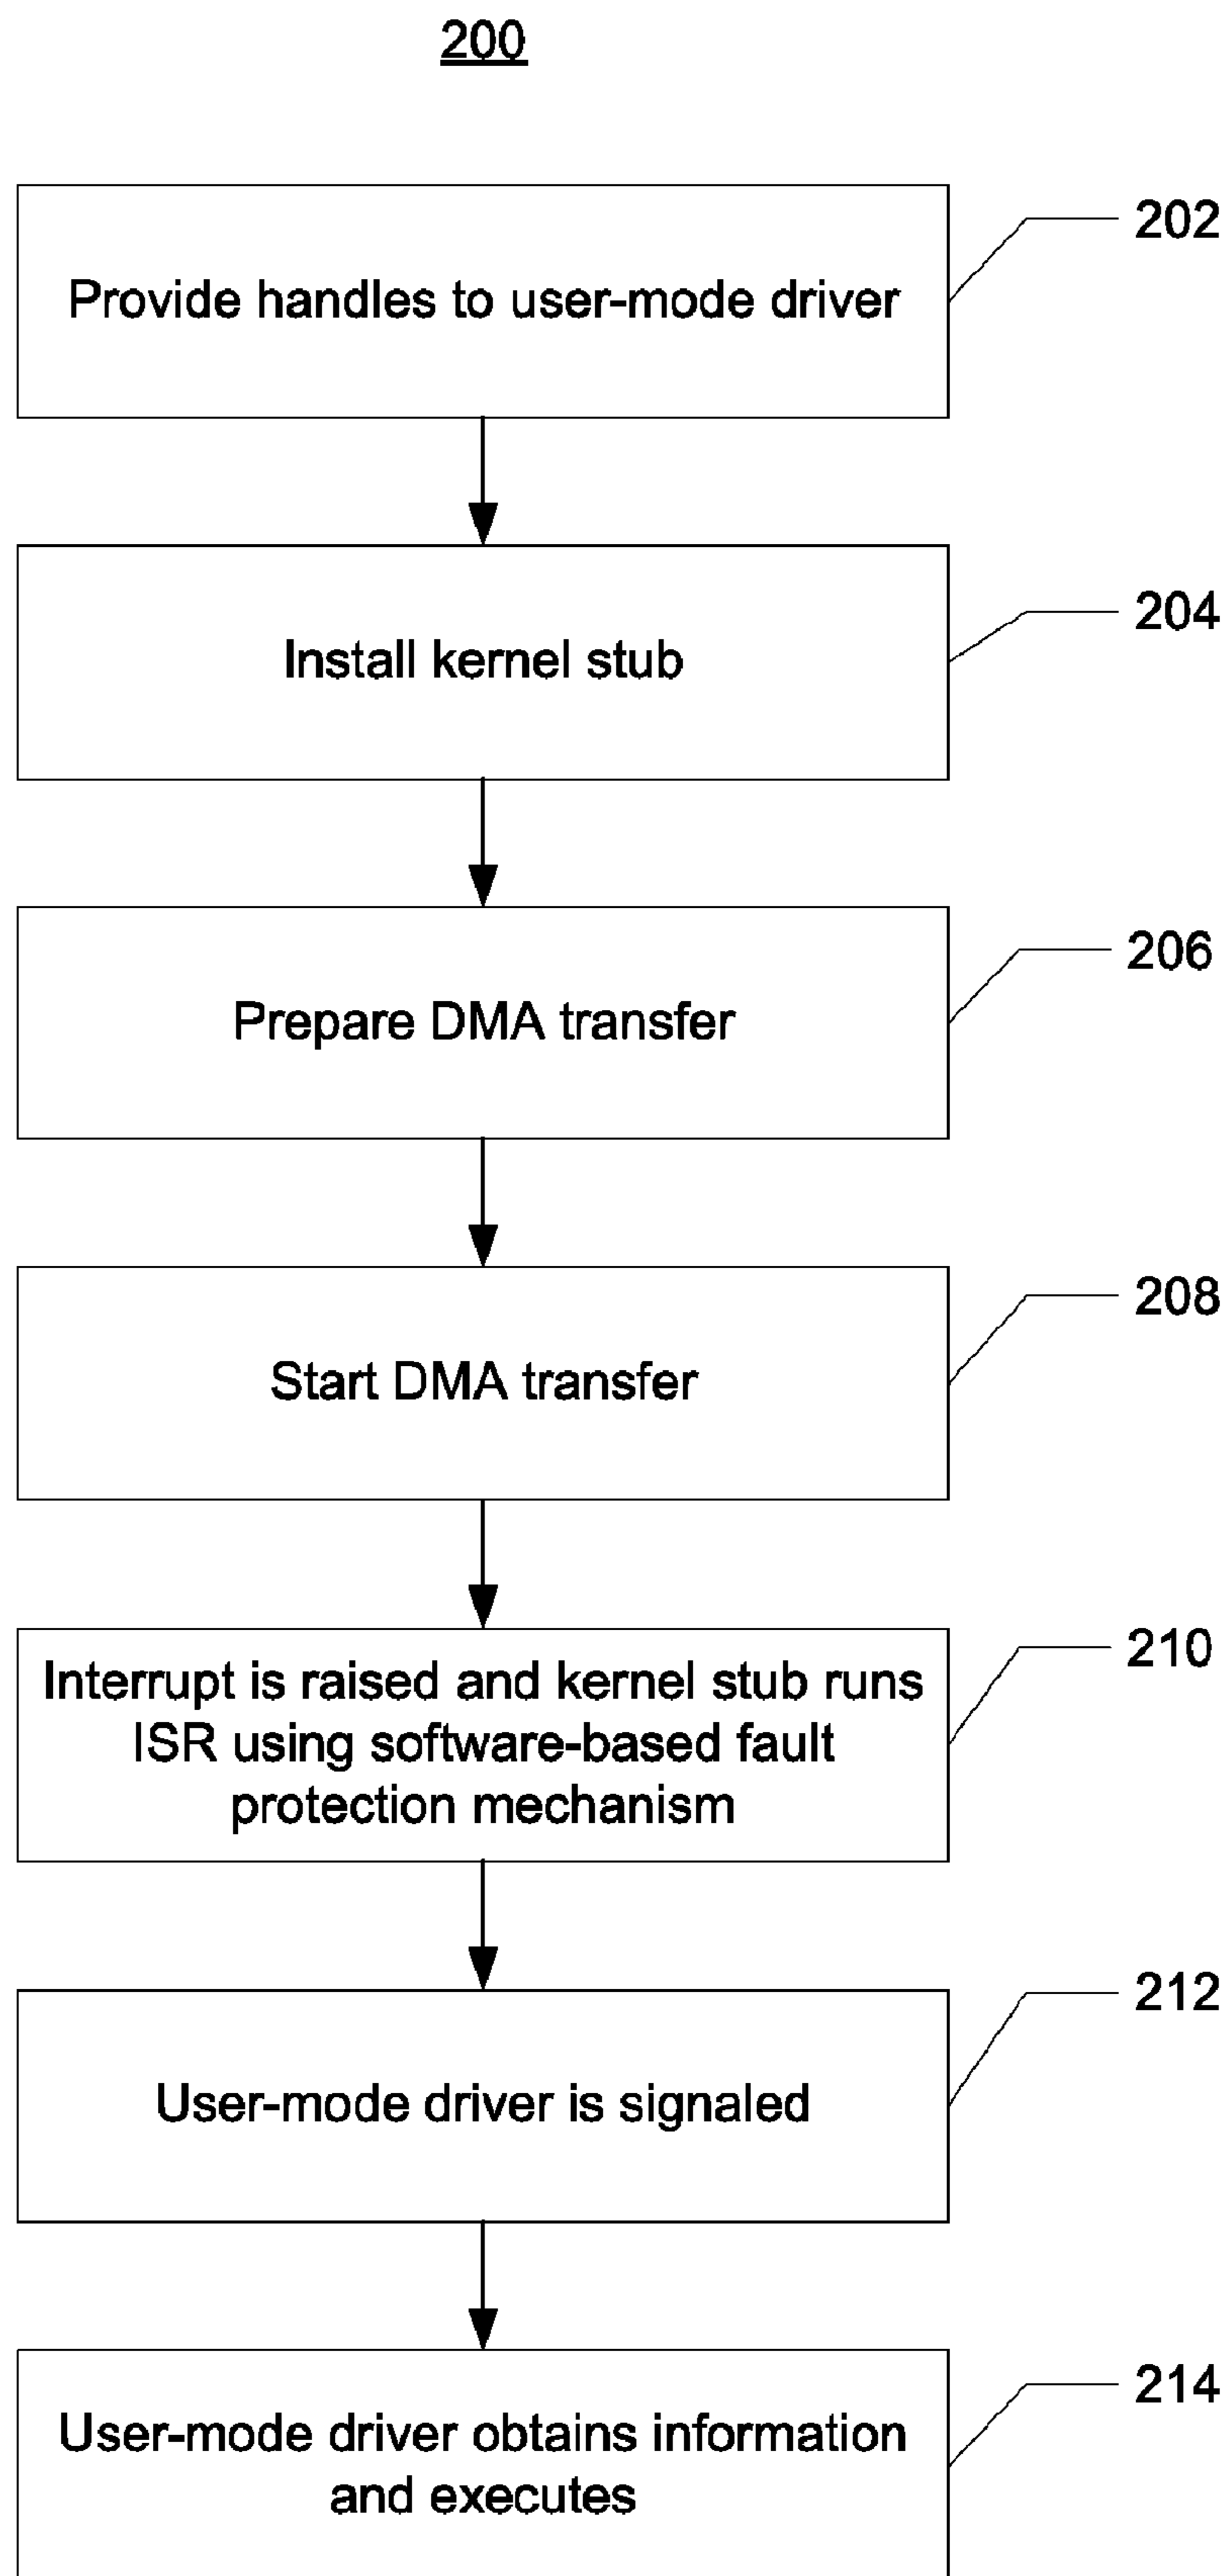 200
202
Provide handles to user-mode driver
204
Install kernel stub
206
Prepare DMA transfer
208
Start DMA transfer
210
Interrupt is raised and kernel stub runs
ISR using software-based fault
protection mechanism
212
User-mode driver is signaled
214
User-mode driver obtains information
and executes